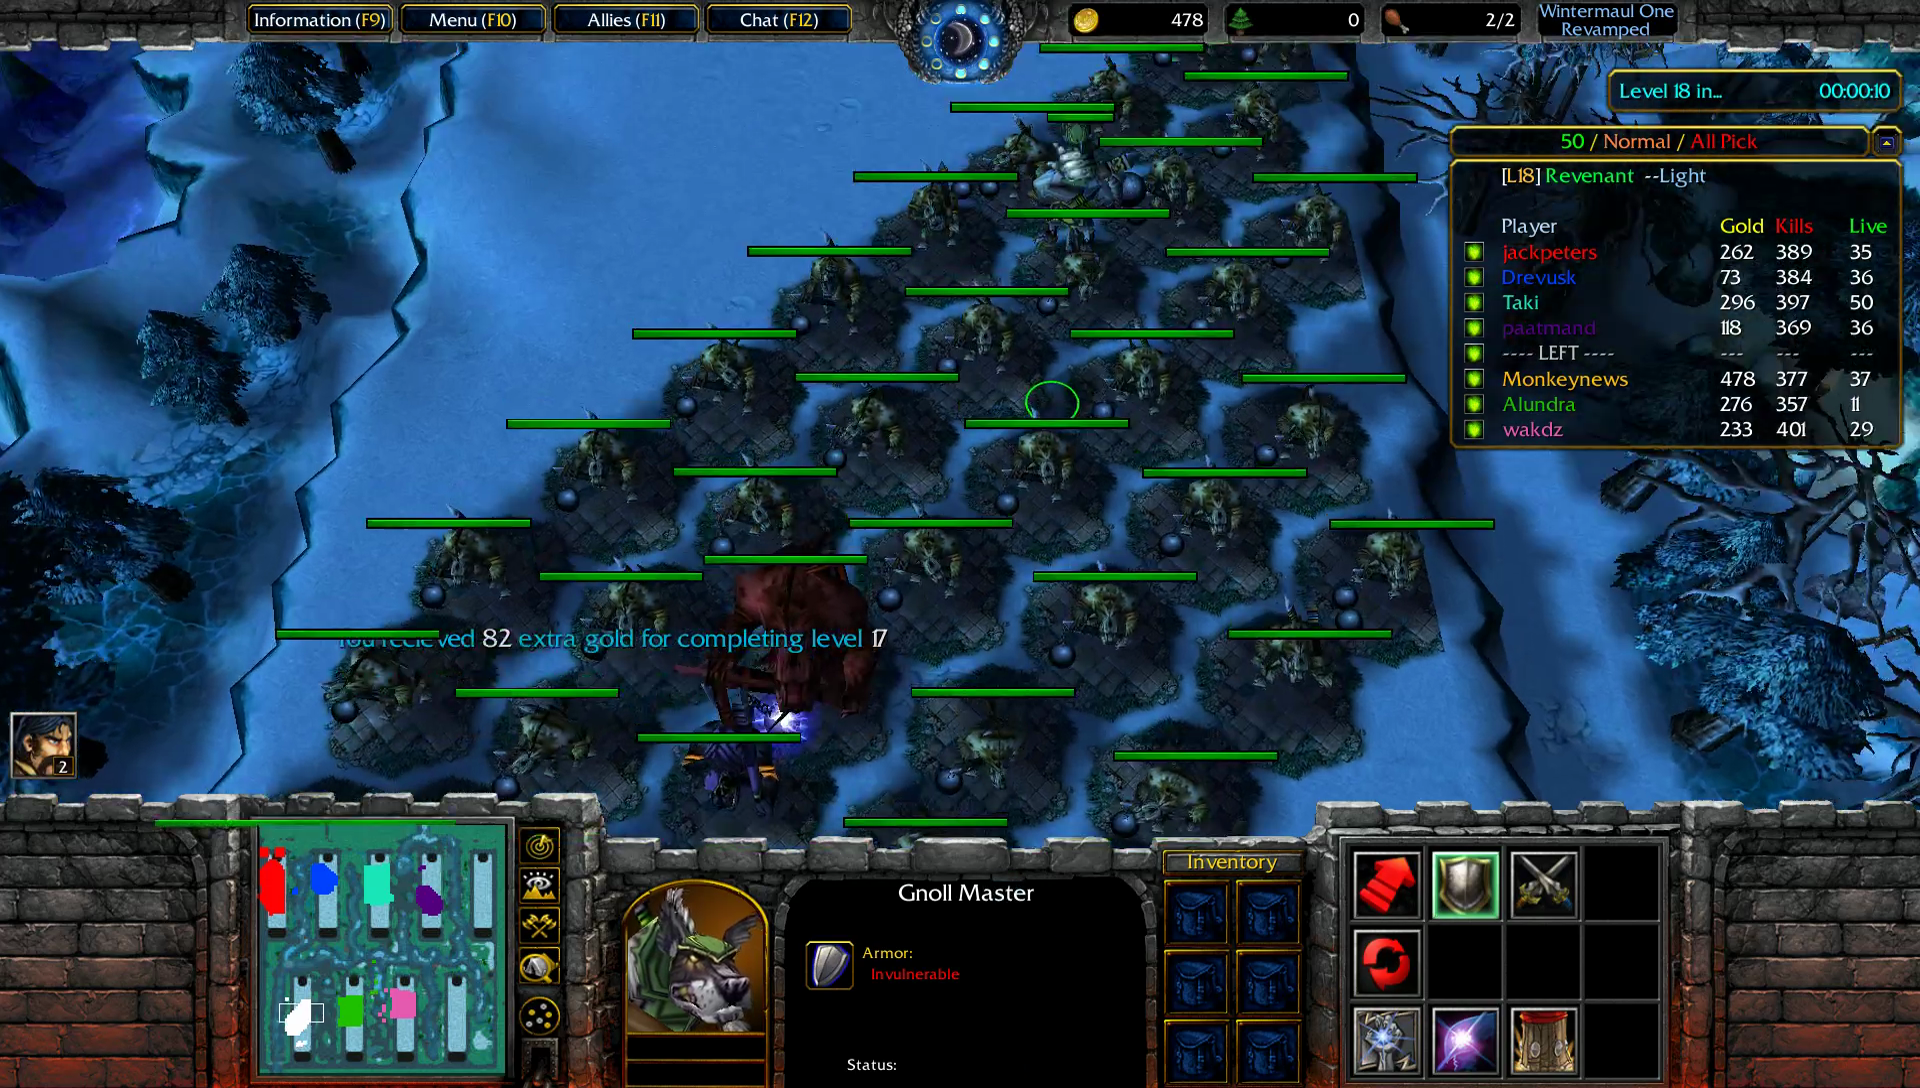 Information (F9) Menu (F10) Allies (F11) Chat (F12) 478 0 2/2 Wintermaul One
Revamped
Level 18 in... 00:00:10
50 / Normal / All Pick
[L18] Revenant --Light
Player Gold Kills Live
jackpeters 262 389 35
Drevusk 73 384 36
Taki 296 397 50
paatmand 118 369 36
---- LEFT ---- --- --- ---
Monkeynews 478 377 37
Alundra 276 357 11
wakdz 233 401 29
You recieved 82 extra gold for completing level 17
2
Inventory
Gnoll Master
Armor:
Invulnerable
Status: